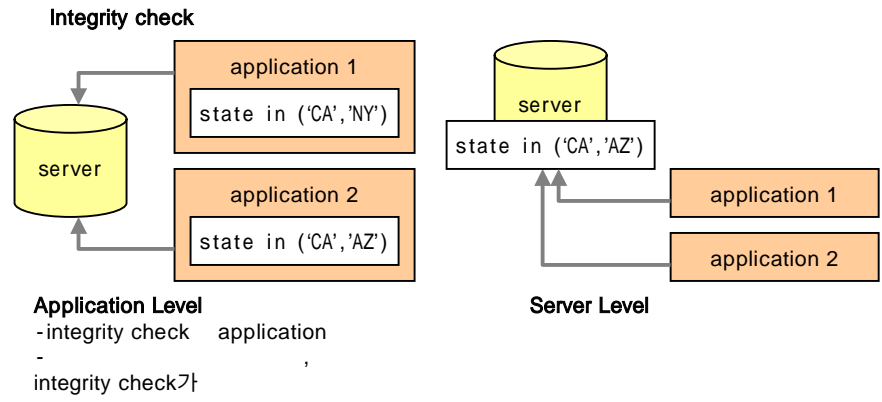 Integrity check
application 1
state in (‘CA’,’NY’)
server
application 2
state in (‘CA’,’AZ’)
Application Level
-integrity check application
- ,
integrity check가
server
state in (‘CA’,’AZ’)
application 1
application 2
Server Level